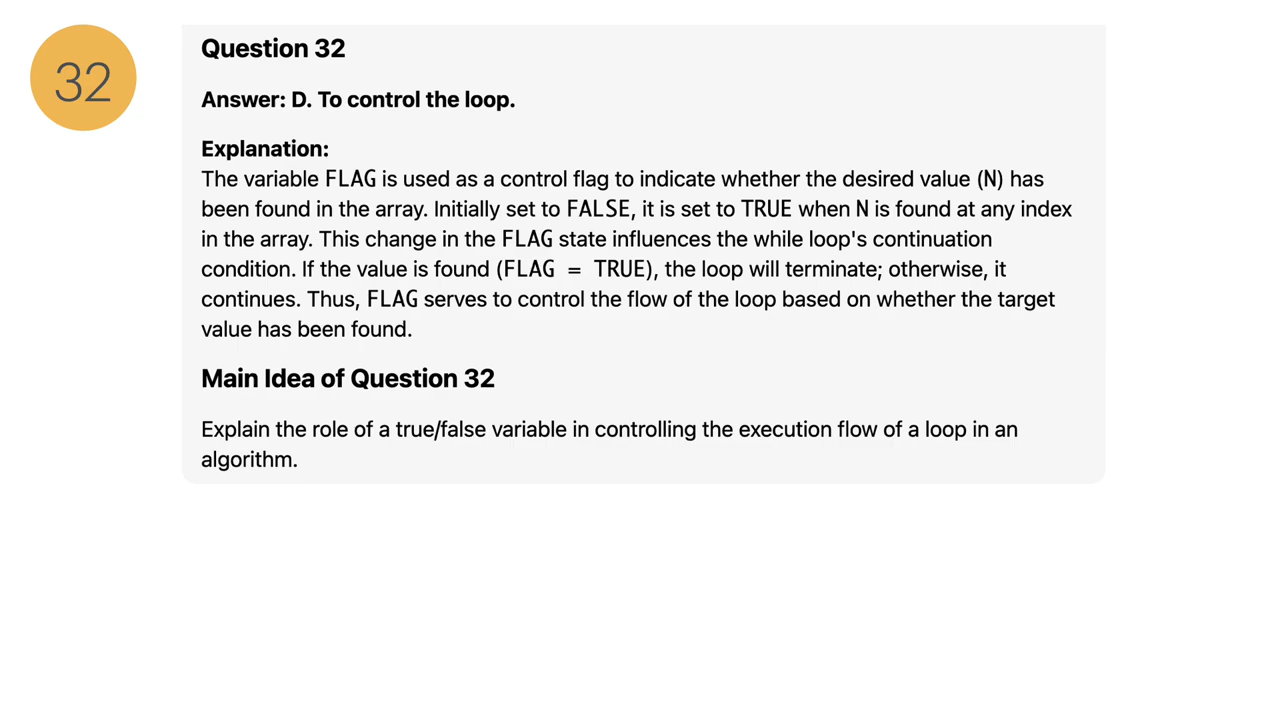 32
Question 32
Answer: D. To control the loop.
Explanation:
The variable FLAG is used as a control flag to indicate whether the desired value (N) has
been found in the array. Initially set to FALSE, it is set to TRUE when N is found at any index
in the array. This change in the FLAG state influences the while loop's continuation
condition. If the value is found (FLAG = TRUE), the loop will terminate; otherwise, it
continues. Thus, FLAG serves to control the flow of the loop based on whether the target
value has been found.
Main Idea of Question 32
Explain the role of a true/false variable in controlling the execution flow of a loop in an
algorithm.